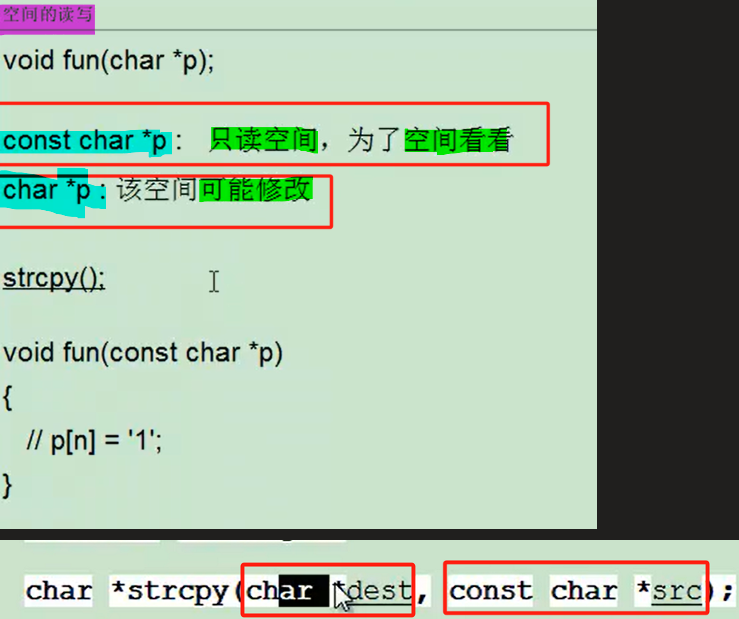 空间的读写
void fun(char *p);
const char *p： 只读空间，为了空间看看
char *p：该空间可能修改
strcpy();
void fun(const char *p)
{
// p[n] = '1';
}
char *strcpy(char *dest, const char *src);